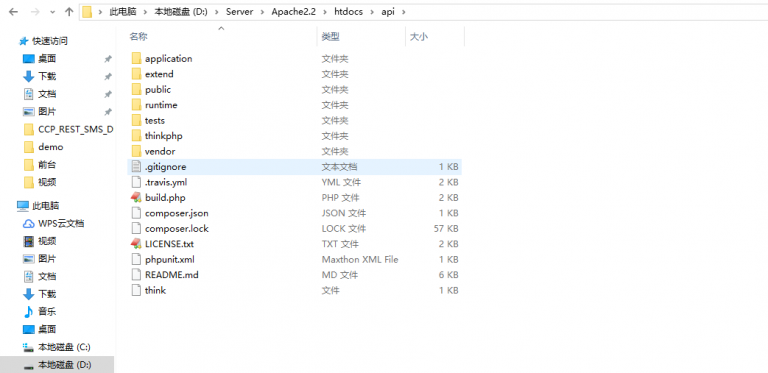 此电脑 › 本地磁盘 (D:) › Server › Apache2.2 › htdocs › api ›
名称 类型 大小
快速访问
桌面
下载
文档
图片
CCP_REST_SMS_D
demo
前台
视频
此电脑
WPS云文档
视频
图片
文档
下载
音乐
桌面
本地磁盘 (C:)
本地磁盘 (D:)
application 文件夹
extend 文件夹
public 文件夹
runtime 文件夹
tests 文件夹
thinkphp 文件夹
vendor 文件夹
.gitignore 文本文档 1 KB
.travis.yml YML 文件 2 KB
build.php PHP 文件 2 KB
composer.json JSON 文件 1 KB
composer.lock LOCK 文件 57 KB
LICENSE.txt TXT 文件 2 KB
phpunit.xml Maxthon XML File 1 KB
README.md MD 文件 6 KB
think 文件 1 KB